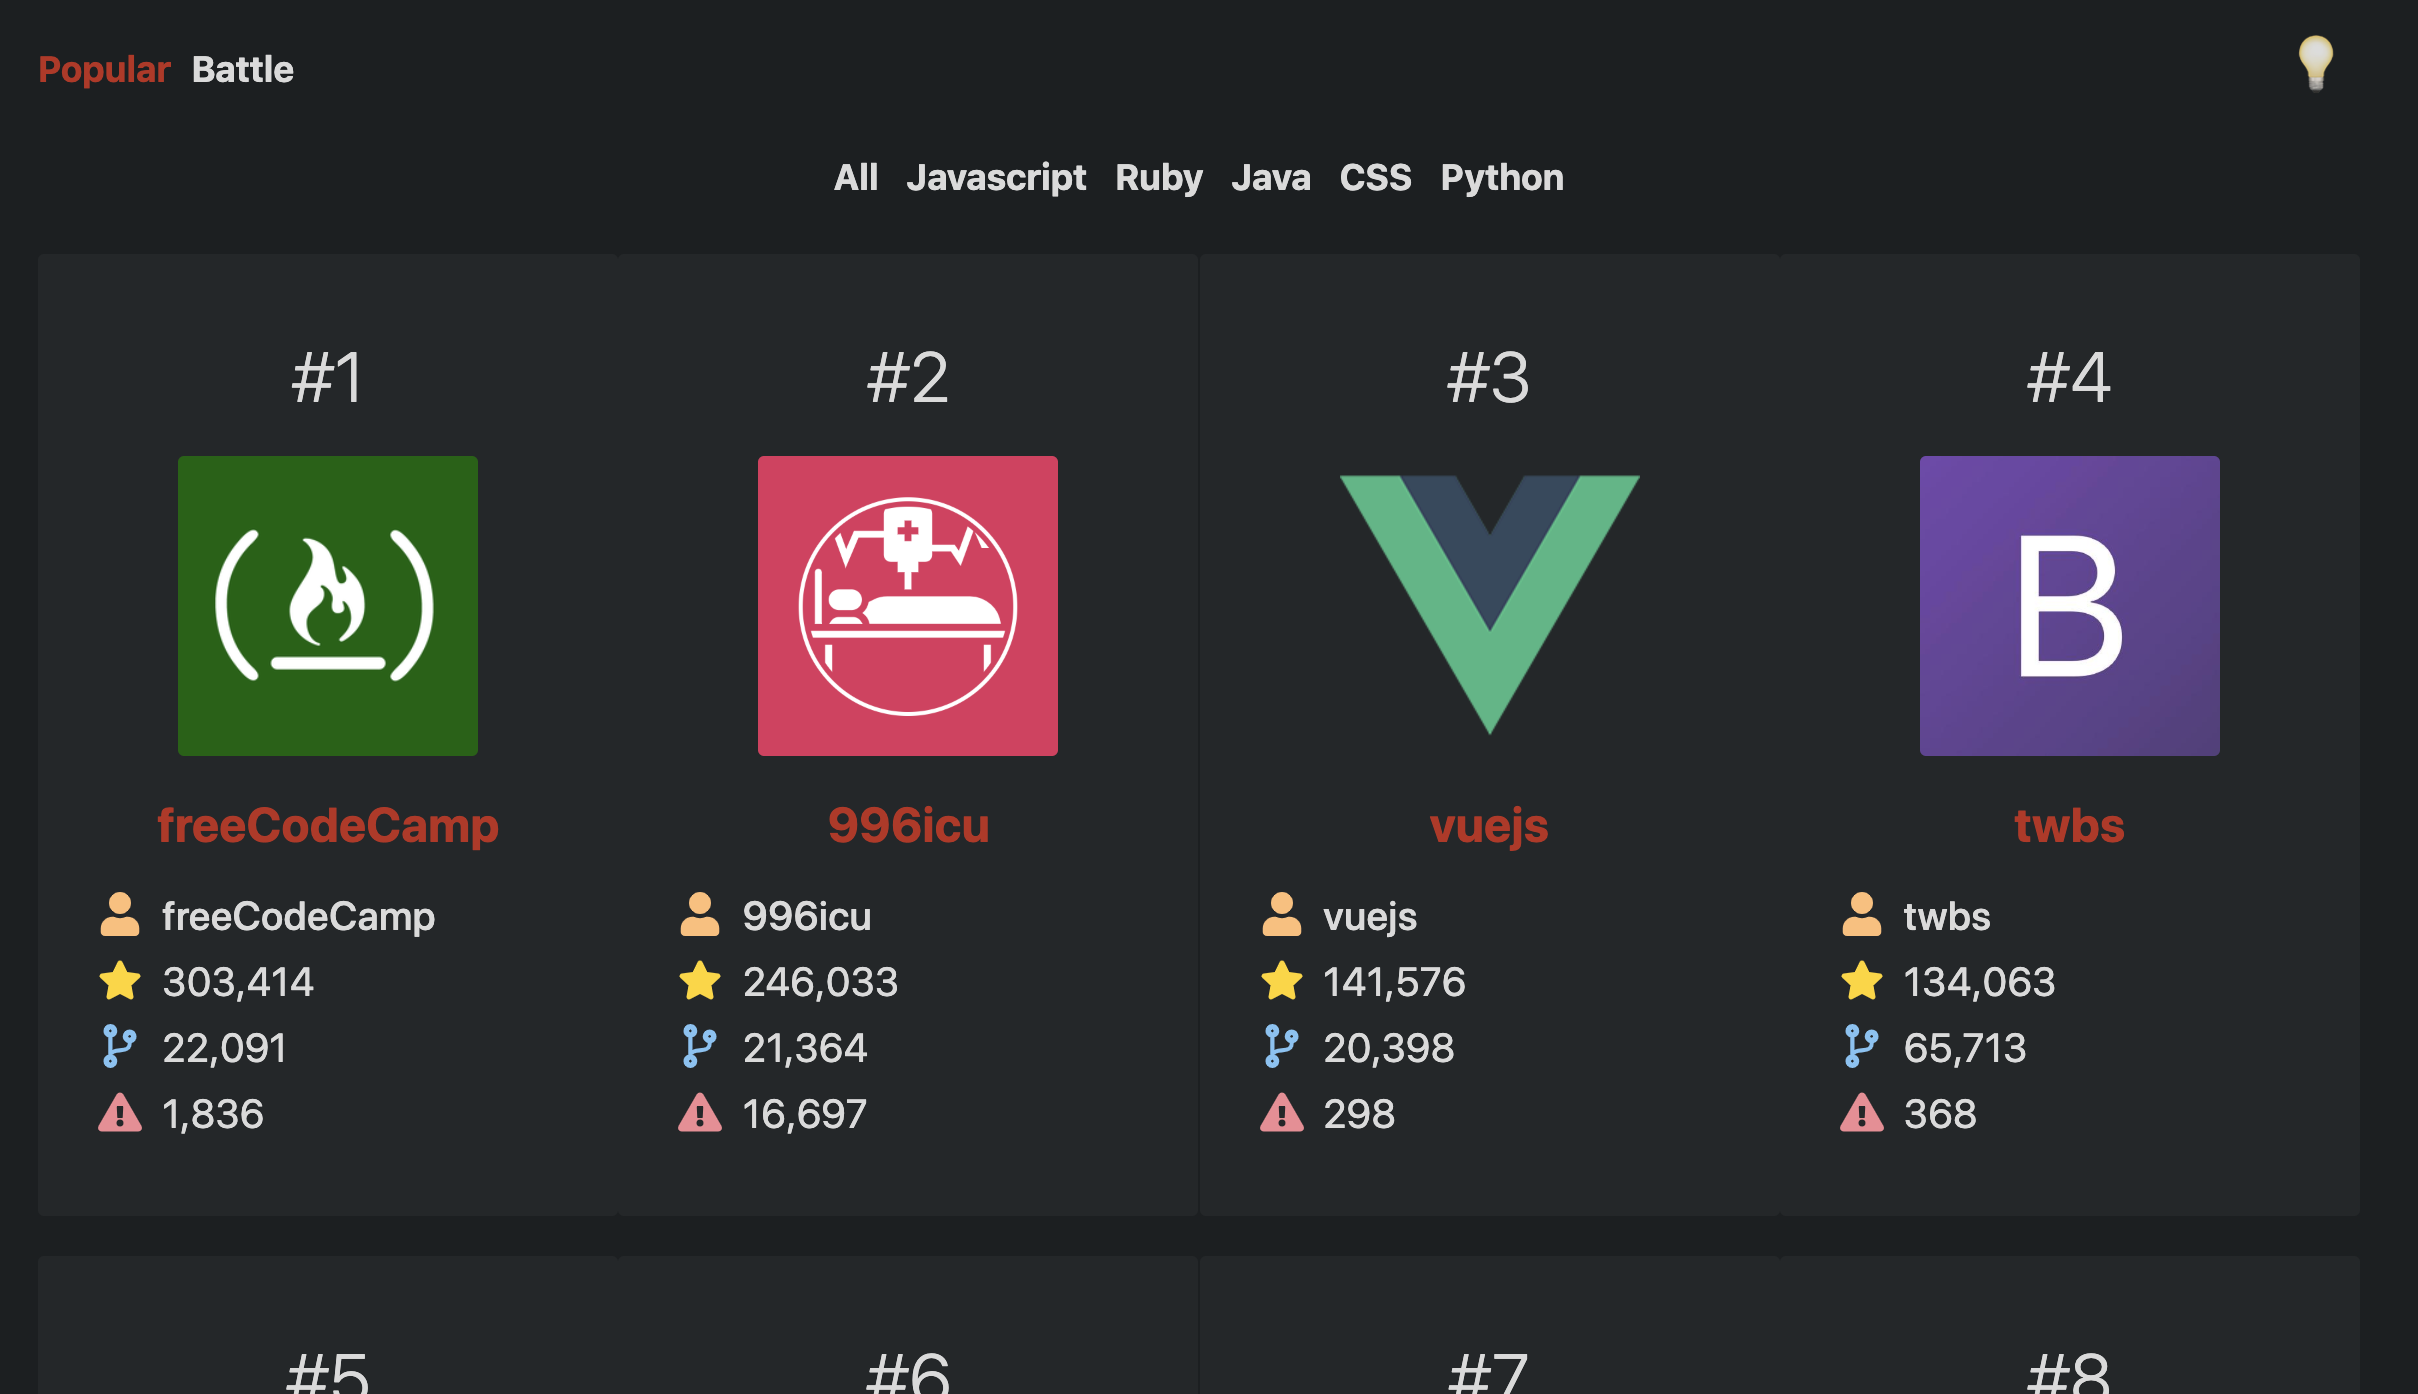 Popular Battle
All Javascript Ruby Java CSS Python
#1
#2
#3
#4
B
freeCodeCamp
996icu
vuejs
twbs
freeCodeCamp
303,414
22,091
1,836
996icu
246,033
21,364
16,697
vuejs
141,576
20,398
298
twbs
134,063
65,713
368
#5
#6
#7
#8